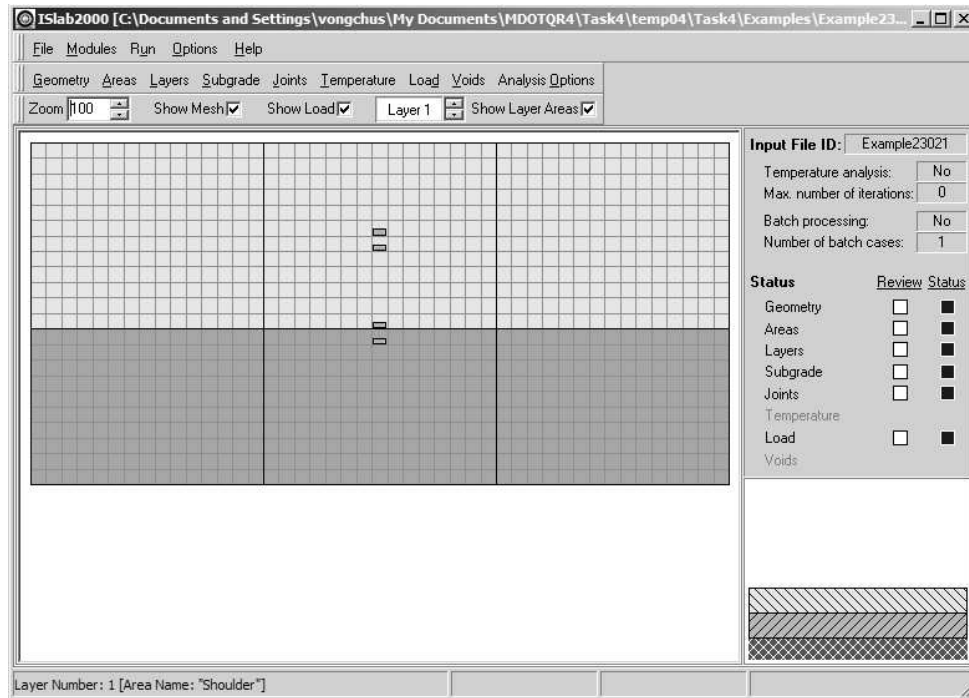 ISlab2000 [C:\Documents and Settings\vongchus\My Documents\MDOTQR4\Task4\temp04\Task4\Examples\Example23...
File Modules Run Options Help
Geometry Areas Layers Subgrade Joints Temperature Load Voids Analysis Options
Zoom 100 Show Mesh Show Load Layer 1 Show Layer Areas
Input File ID: Example23021
Temperature analysis: No
Max. number of iterations: 0
Batch processing: No
Number of batch cases: 1
Status Review Status
Geometry
Areas
Layers
Subgrade
Joints
Temperature
Load
Voids
Layer Number: 1 [Area Name: "Shoulder"]